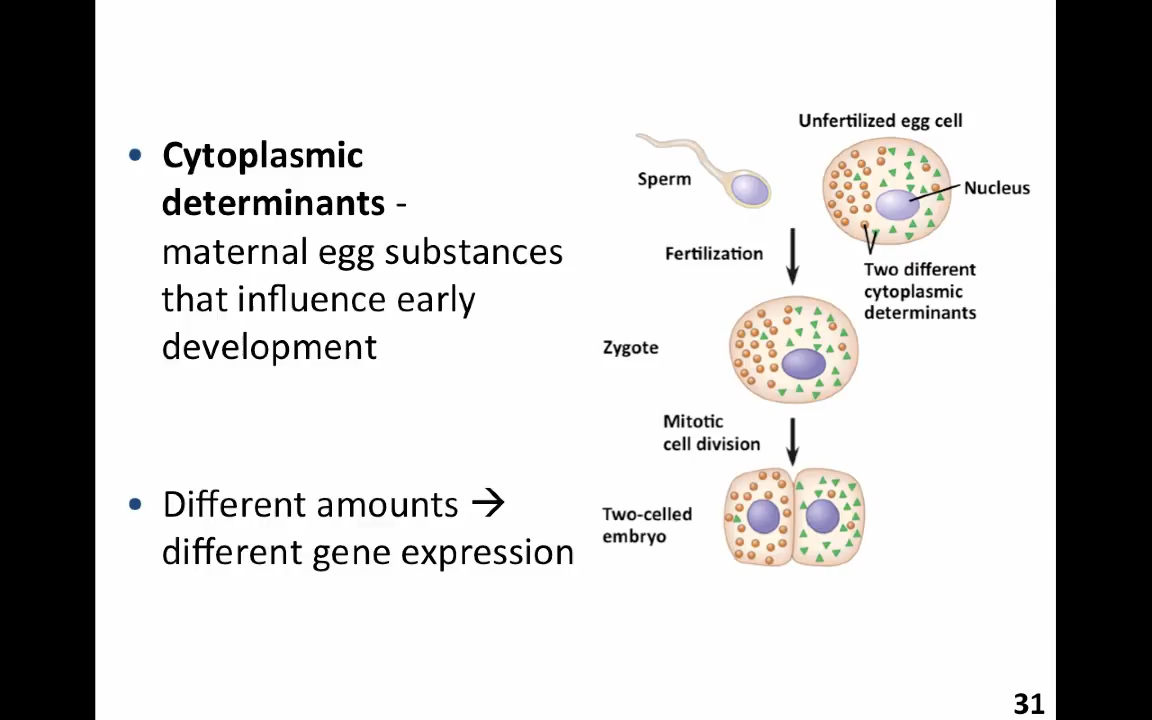 • Cytoplasmic
determinants -
maternal egg substances
that influence early
development
• Different amounts →
different gene expression
Unfertilized egg cell
Sperm
Nucleus
Fertilization
Two different
cytoplasmic
determinants
Zygote
Mitotic
cell division
Two-celled
embryo
31